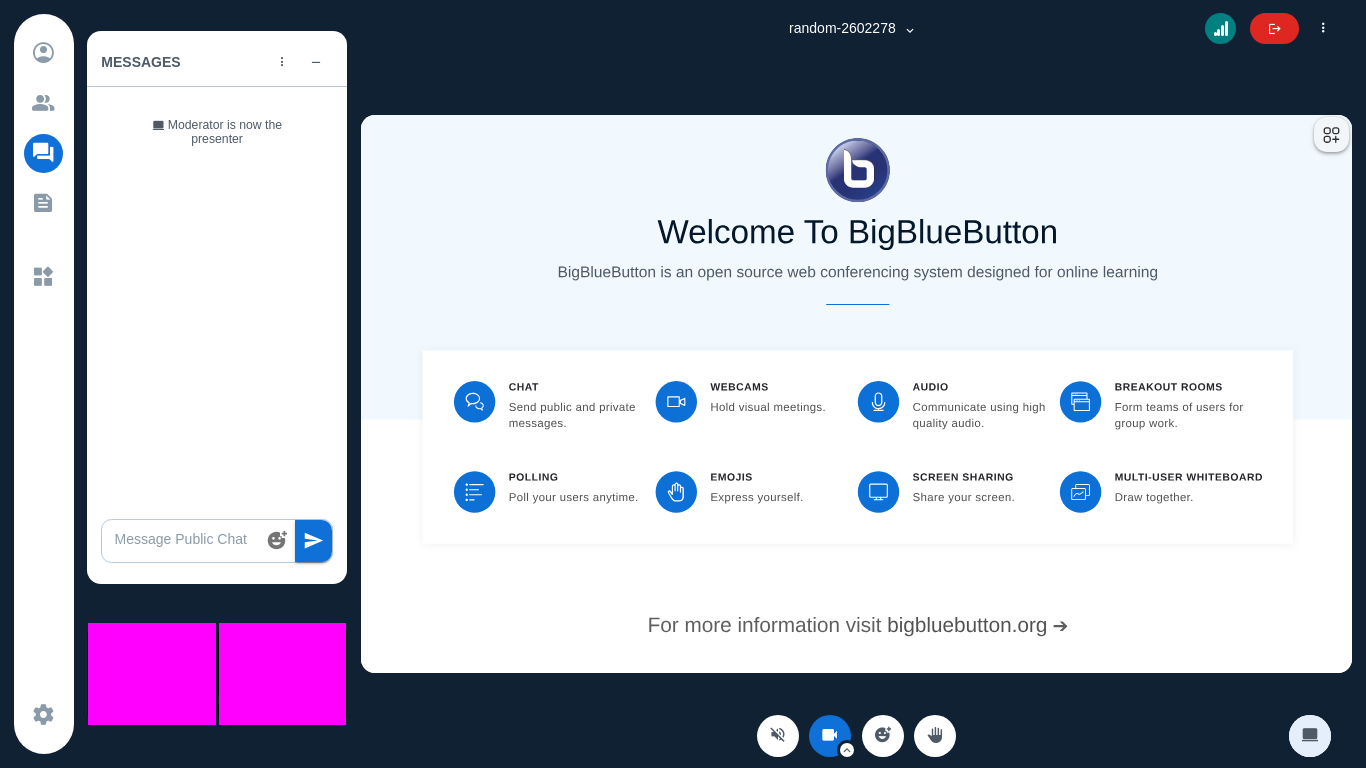 random-2602278
MESSAGES
Moderator is now the
presenter
Message Public Chat
Welcome To BigBlueButton
BigBlueButton is an open source web conferencing system designed for online learning
CHAT
Send public and private
messages.
WEBCAMS
Hold visual meetings.
AUDIO
Communicate using high
quality audio.
BREAKOUT ROOMS
Form teams of users for
group work.
POLLING
Poll your users anytime.
EMOJIS
Express yourself.
SCREEN SHARING
Share your screen.
MULTI-USER WHITEBOARD
Draw together.
For more information visit bigbluebutton.org ➔